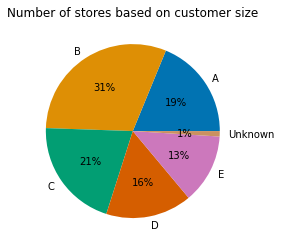 Number of stores based on customer size
B
A
31%
19%
1%
Unknown
21%
13%
16%
E
C
D